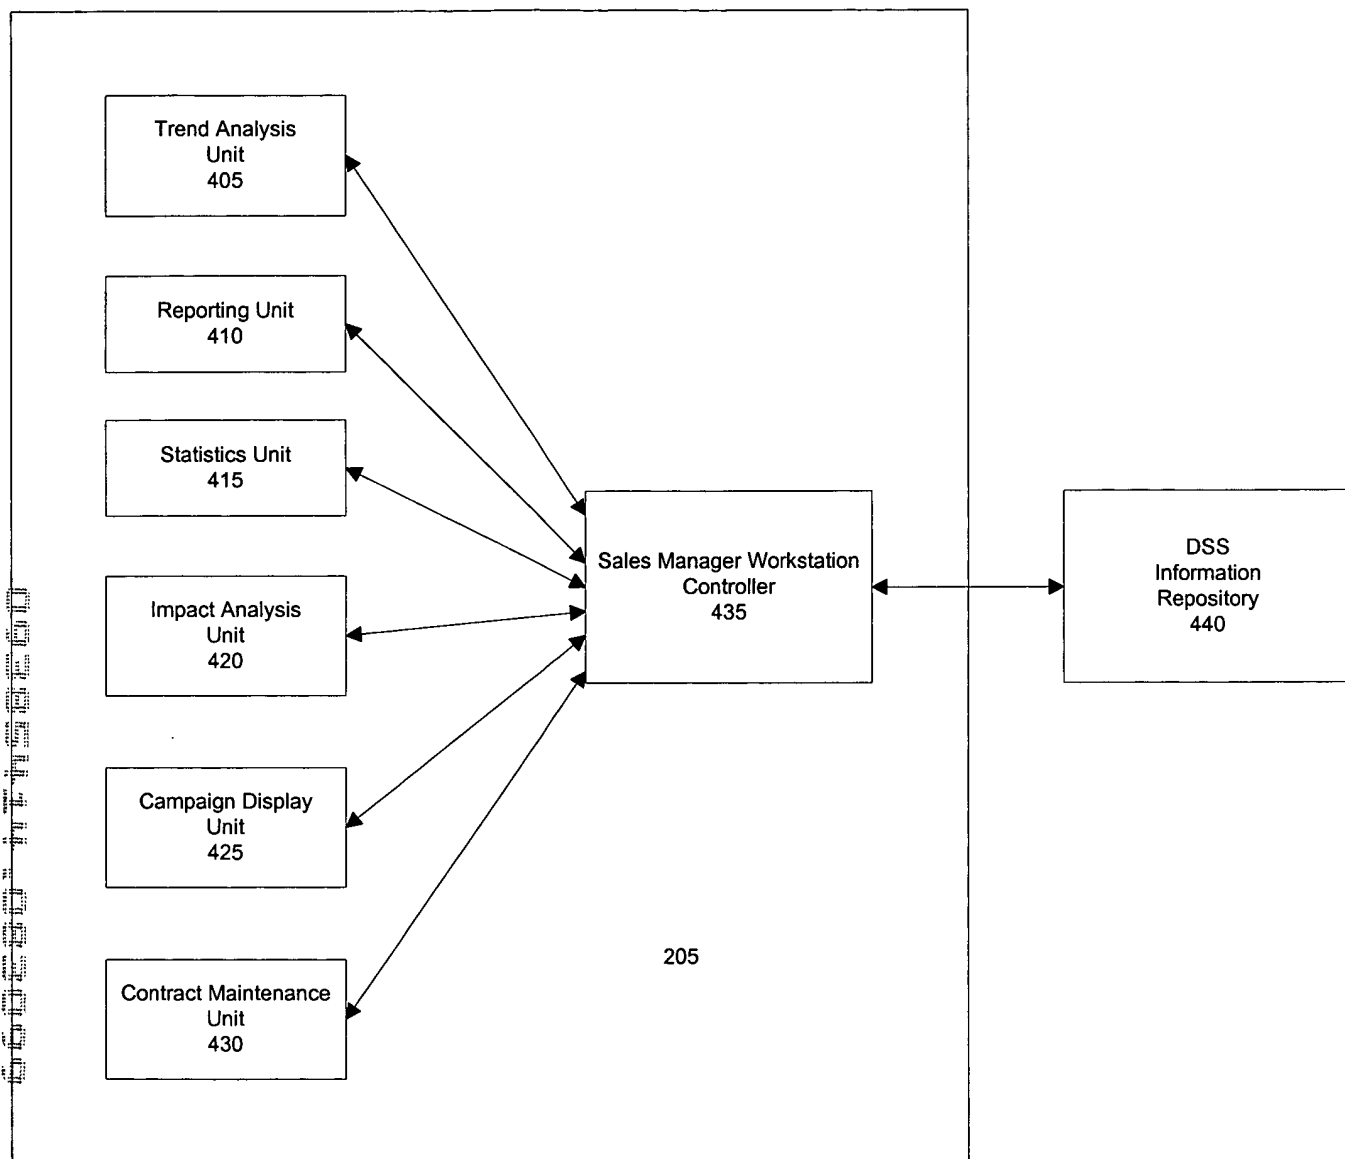 Trend Analysis
Unit
405
Reporting Unit
410
Statistics Unit
415
Impact Analysis
Unit
420
Campaign Display
Unit
425
Contract Maintenance
Unit
430
Sales Manager Workstation
Controller
435
DSS
Information
Repository
440
205